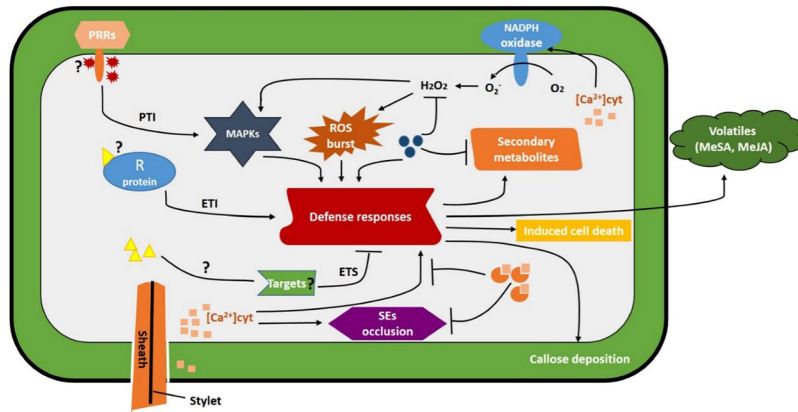 PRRs
NADPH
oxidase
?
H₂O₂
O₂⁻
O₂
[Ca²⁺]cyt
PTI
MAPKs
ROS
burst
Volatiles
(MeSA, MeJA)
Secondary
metabolites
?
R
protein
ETI
Defense responses
Induced cell death
?
Targets?
ETS
[Ca²⁺]cyt
SEs
occlusion
Sheath
Callose deposition
Stylet